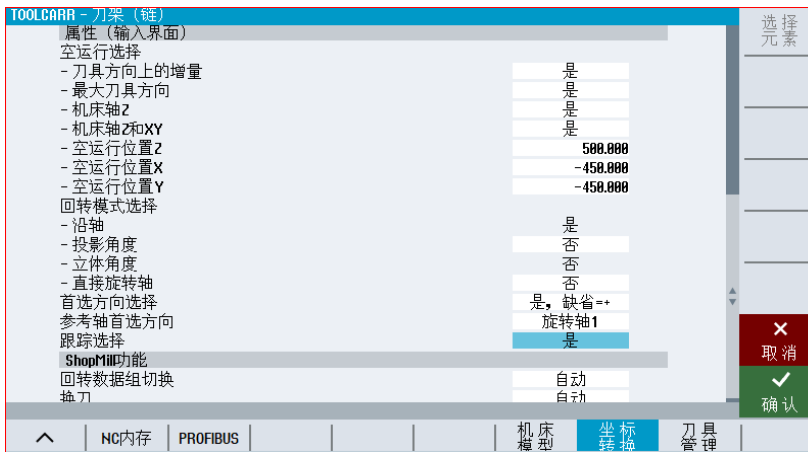 TOOLCARR - 刀架（链）
属性（输入界面）
空运行选择
- 刀具方向上的增量 是
- 最大刀具方向 是
- 机床轴Z 是
- 机床轴Z和XY 是
- 空运行位置Z 500.000
- 空运行位置X -450.000
- 空运行位置Y -450.000
回转模式选择
- 沿轴 是
- 投影角度 否
- 立体角度 否
- 直接旋转轴 否
首选方向选择 是，缺省=+
参考轴首选方向 旋转轴1
跟踪选择 是
ShopMill功能
回转数据组切换 自动
换刀 自动
选择
元素
取消
确认
NC内存
PROFIBUS
机床
模型
坐标
转换
刀具
管理